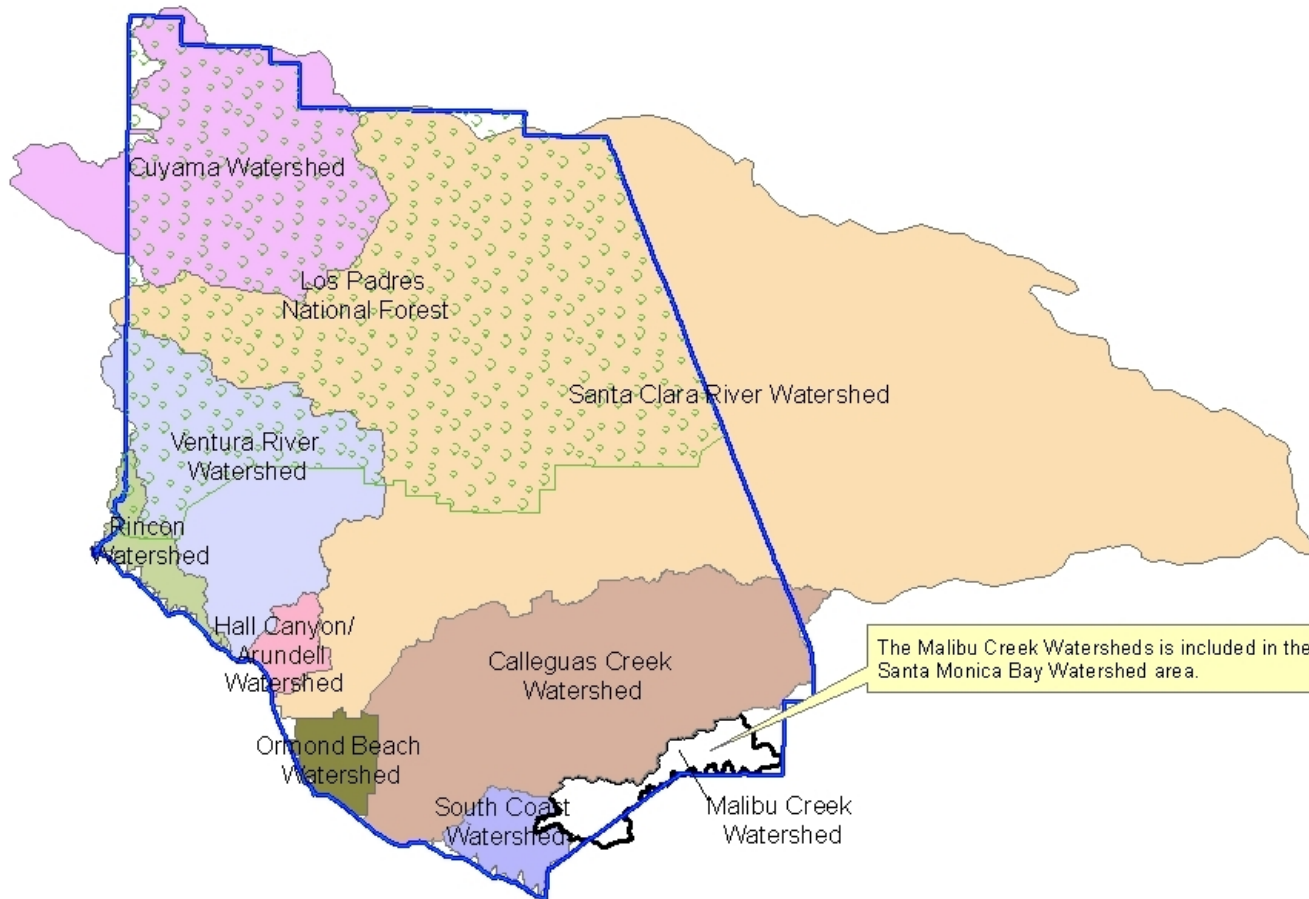 Cuyama Watershed
Los Padres
National Forest
Santa Clara River Watershed
Ventura River
Watershed
Rincon
Watershed
Hall Canyon/
Arundell
Watershed
Calleguas Creek
Watershed
The Malibu Creek Watersheds is included in the
Santa Monica Bay Watershed area.
Ormond Beach
Watershed
South Coast
Watershed
Malibu Creek
Watershed